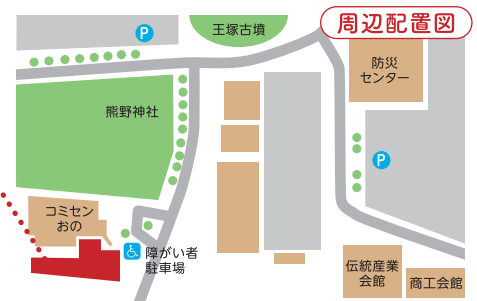 周辺配置図
P
王塚古墳
防災
センター
熊野神社
P
コミセン
おの
障がい者
駐車場
伝統産業
会館
商工会館